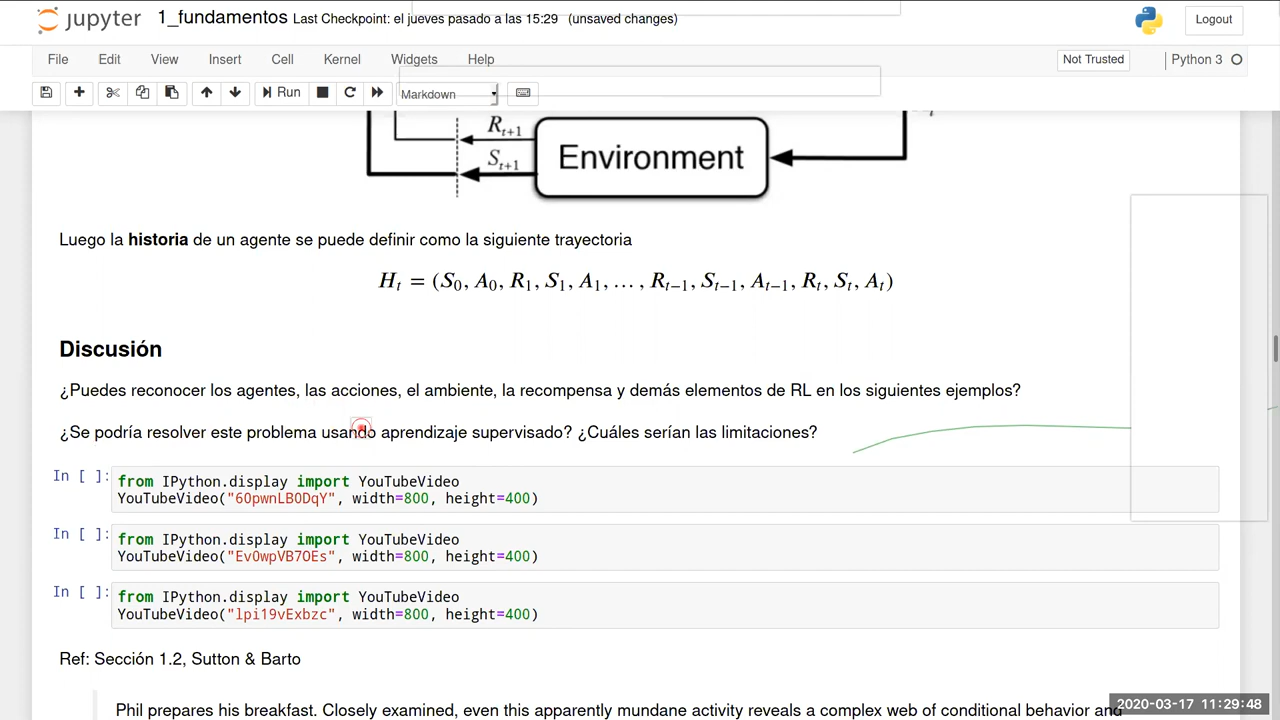 jupyter 1_fundamentos Last Checkpoint: el jueves pasado a las 15:29 (unsaved changes) Logout
File Edit View Insert Cell Kernel Widgets Help Not Trusted Python 3
Run Markdown
R_{t+1}
S_{t+1} Environment
Luego la historia de un agente se puede definir como la siguiente trayectoria
H_t = (S_0, A_0, R_1, S_1, A_1, …, R_{t−1}, S_{t−1}, A_{t−1}, R_t, S_t, A_t)
Discusión
¿Puedes reconocer los agentes, las acciones, el ambiente, la recompensa y demás elementos de RL en los siguientes ejemplos?
¿Se podría resolver este problema usando aprendizaje supervisado? ¿Cuáles serían las limitaciones?
In [ ]: from IPython.display import YouTubeVideo
YouTubeVideo("6OpwnLB0DqY", width=800, height=400)
In [ ]: from IPython.display import YouTubeVideo
YouTubeVideo("Ev0wpVB7OEs", width=800, height=400)
In [ ]: from IPython.display import YouTubeVideo
YouTubeVideo("lpi19vExbzc", width=800, height=400)
Ref: Sección 1.2, Sutton & Barto
Phil prepares his breakfast. Closely examined, even this apparently mundane activity reveals a complex web of conditional behavior and
2020-03-17 11:29:48